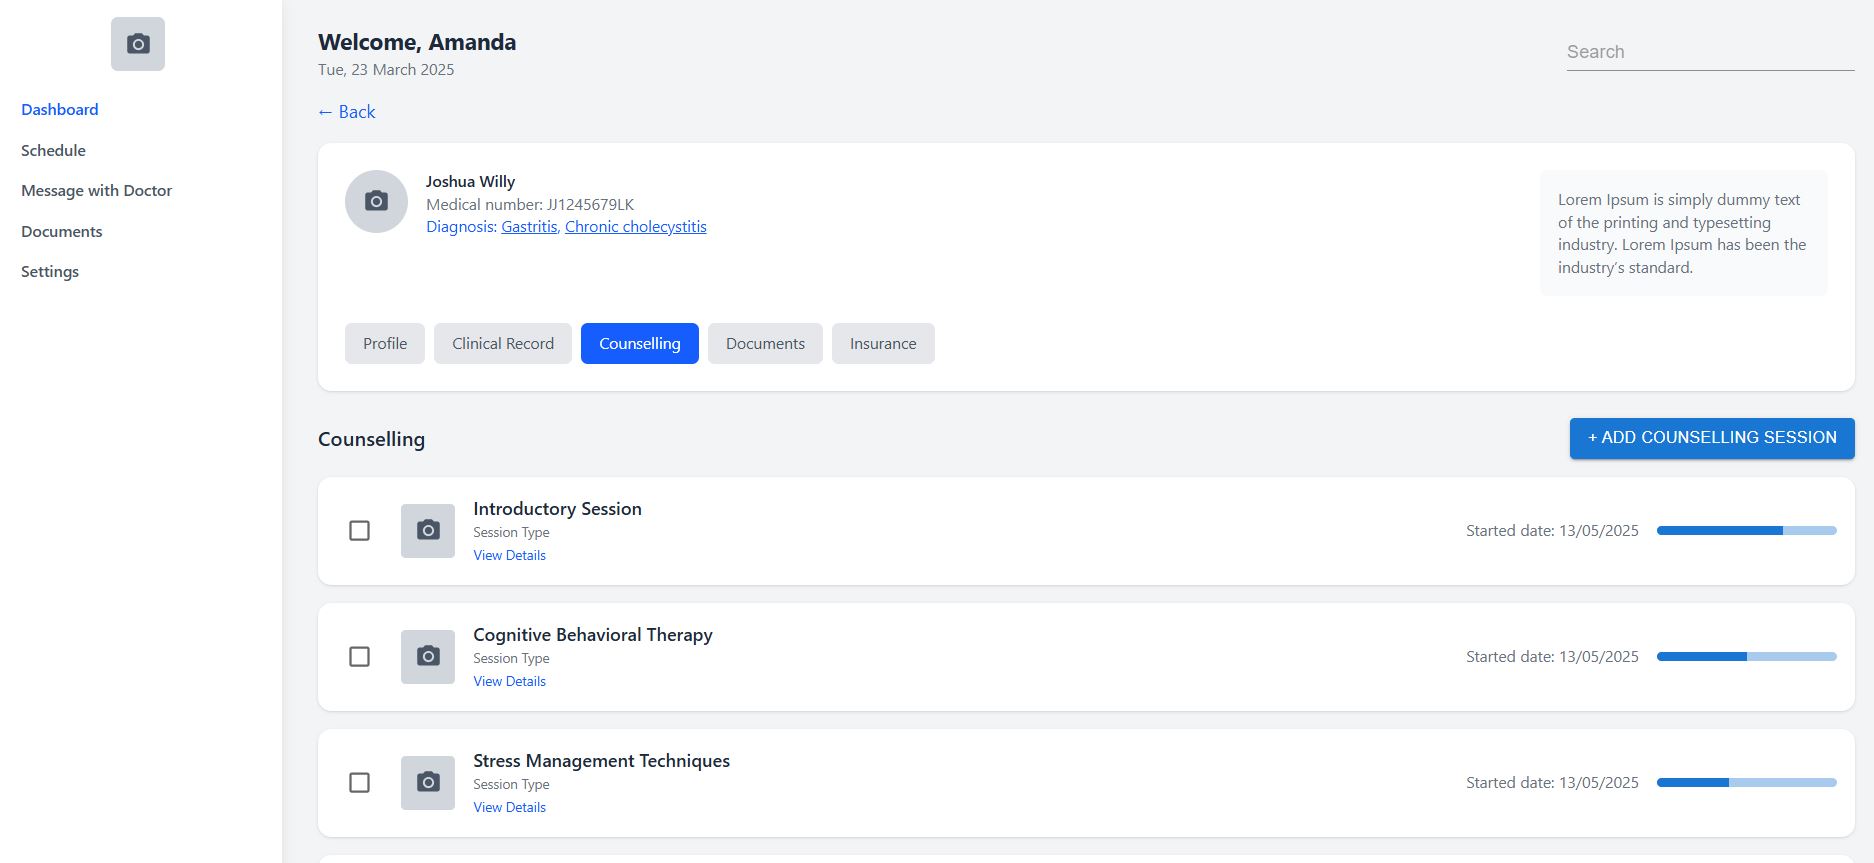 Dashboard
Schedule
Message with Doctor
Documents
Settings
Welcome, Amanda
Tue, 23 March 2025
Search
← Back
Joshua Willy
Medical number: JJ1245679LK
Diagnosis: Gastritis, Chronic cholecystitis
Lorem Ipsum is simply dummy text
of the printing and typesetting
industry. Lorem Ipsum has been the
industry’s standard.
Profile
Clinical Record
Counselling
Documents
Insurance
Counselling
+ ADD COUNSELLING SESSION
Introductory Session
Session Type
View Details
Started date: 13/05/2025
Cognitive Behavioral Therapy
Session Type
View Details
Started date: 13/05/2025
Stress Management Techniques
Session Type
View Details
Started date: 13/05/2025